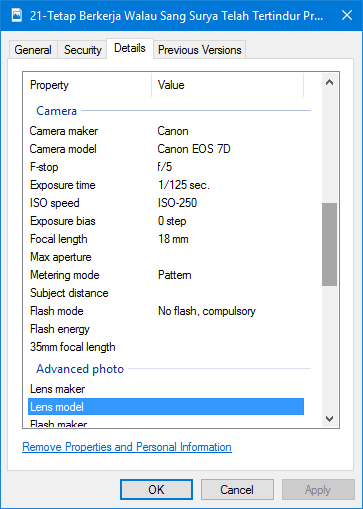 21-Tetap Berkerja Walau Sang Surya Telah Tertindur Pr...
General Security Details Previous Versions
Property Value
Camera
Camera maker Canon
Camera model Canon EOS 7D
F-stop f/5
Exposure time 1/125 sec.
ISO speed ISO-250
Exposure bias 0 step
Focal length 18 mm
Max aperture
Metering mode Pattern
Subject distance
Flash mode No flash, compulsory
Flash energy
35mm focal length
Advanced photo
Lens maker
Lens model
Flash maker
Remove Properties and Personal Information
OK Cancel Apply